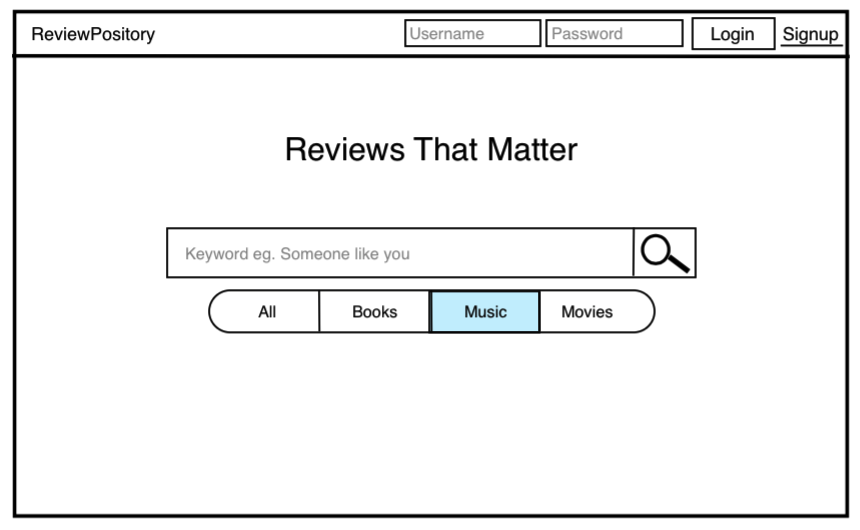 ReviewPository Username Password Login Signup
Reviews That Matter
Keyword eg. Someone like you
All Books Music Movies